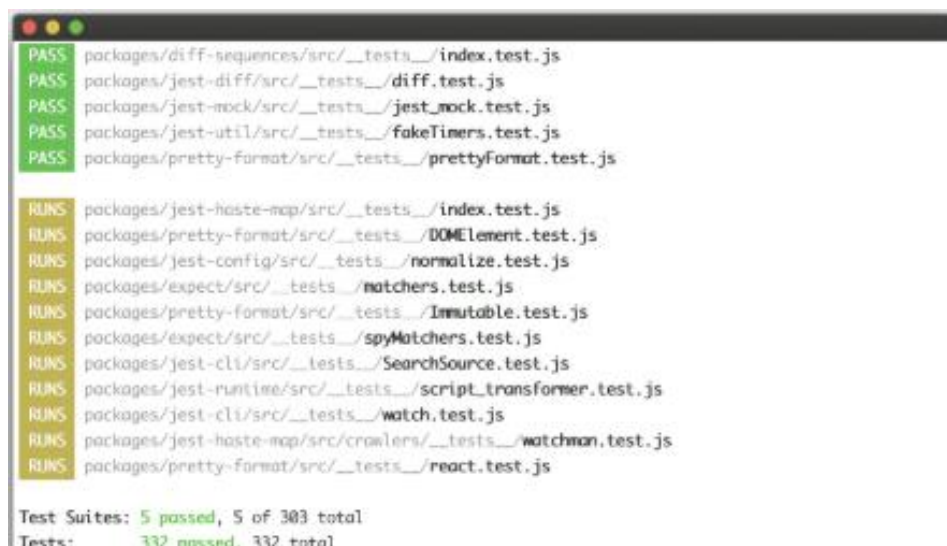 PASS packages/diff-sequences/src/__tests__/index.test.js
PASS packages/jest-diff/src/__tests__/diff.test.js
PASS packages/jest-mock/src/__tests__/jest_mock.test.js
PASS packages/jest-util/src/__tests__/fakeTimers.test.js
PASS packages/pretty-format/src/__tests__/prettyFormat.test.js
RUNS packages/jest-haste-map/src/__tests__/index.test.js
RUNS packages/pretty-format/src/__tests__/DOMElement.test.js
RUNS packages/jest-config/src/__tests__/normalize.test.js
RUNS packages/expect/src/__tests__/matchers.test.js
RUNS packages/pretty-format/src/__tests__/Immutable.test.js
RUNS packages/expect/src/__tests__/spyMatchers.test.js
RUNS packages/jest-cli/src/__tests__/SearchSource.test.js
RUNS packages/jest-runtime/src/__tests__/script_transformer.test.js
RUNS packages/jest-cli/src/__tests__/watch.test.js
RUNS packages/jest-haste-map/src/crawlers/__tests__/watchman.test.js
RUNS packages/pretty-format/src/__tests__/react.test.js
Test Suites: 5 passed, 5 of 303 total
Tests: 332 passed, 332 total